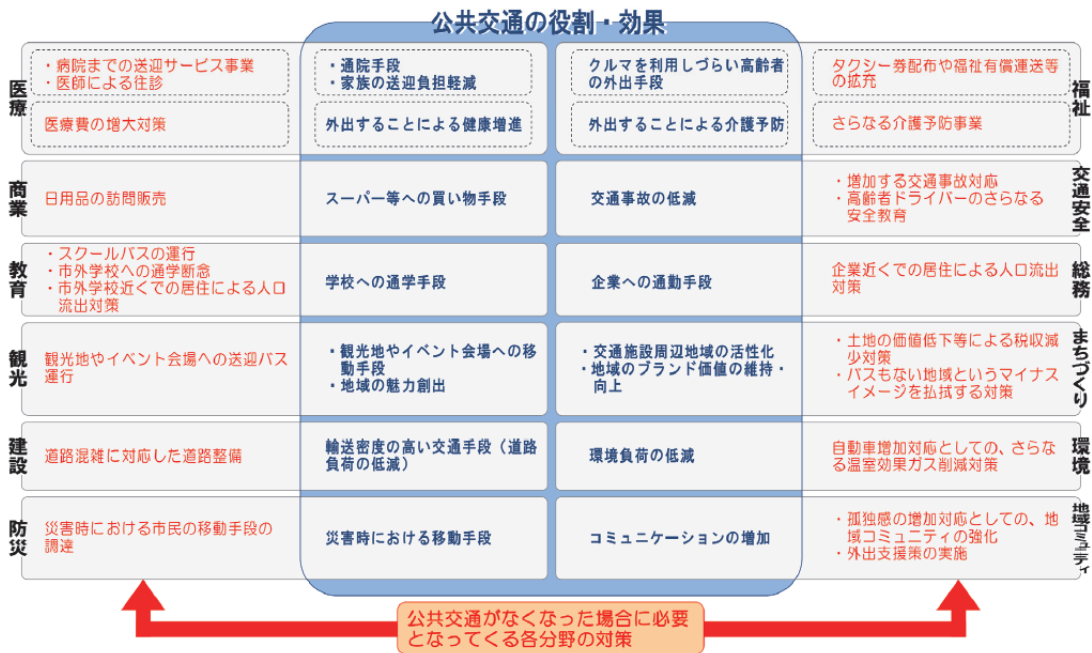 公共交通の役割・効果
医療
・病院までの送迎サービス事業
・医師による往診
・通院手段
・家族の送迎負担軽減
クルマを利用しづらい高齢者
の外出手段
タクシー券配布や福祉有償運送等
の拡充
福祉
医療費の増大対策
外出することによる健康増進
外出することによる介護予防
さらなる介護予防事業
商業
日用品の訪問販売
スーパー等への買い物手段
交通事故の低減
・増加する交通事故対応
・高齢者ドライバーのさらなる
安全教育
交通安全
教育
・スクールバスの運行
・市外学校への通学断念
・市外学校近くでの居住による人口
流出対策
学校への通学手段
企業への通勤手段
企業近くでの居住による人口流出
対策
総務
観光
観光地やイベント会場への送迎バス
運行
・観光地やイベント会場への移
動手段
・地域の魅力創出
・交通施設周辺地域の活性化
・地域のブランド価値の維持・
向上
・土地の価値低下等による税収減
少対策
・バスもない地域というマイナス
イメージを払拭する対策
まちづくり
建設
道路混雑に対応した道路整備
輸送密度の高い交通手段（道路
負荷の低減）
環境負荷の低減
自動車増加対応としての、さら
なる温室効果ガス削減対策
環境
防災
災害時における市民の移動手段の
調達
災害時における移動手段
コミュニケーションの増加
・孤独感の増加対応としての、地
域コミュニティの強化
・外出支援策の実施
地域コミュニティ
公共交通がなくなった場合に必要
となってくる各分野の対策